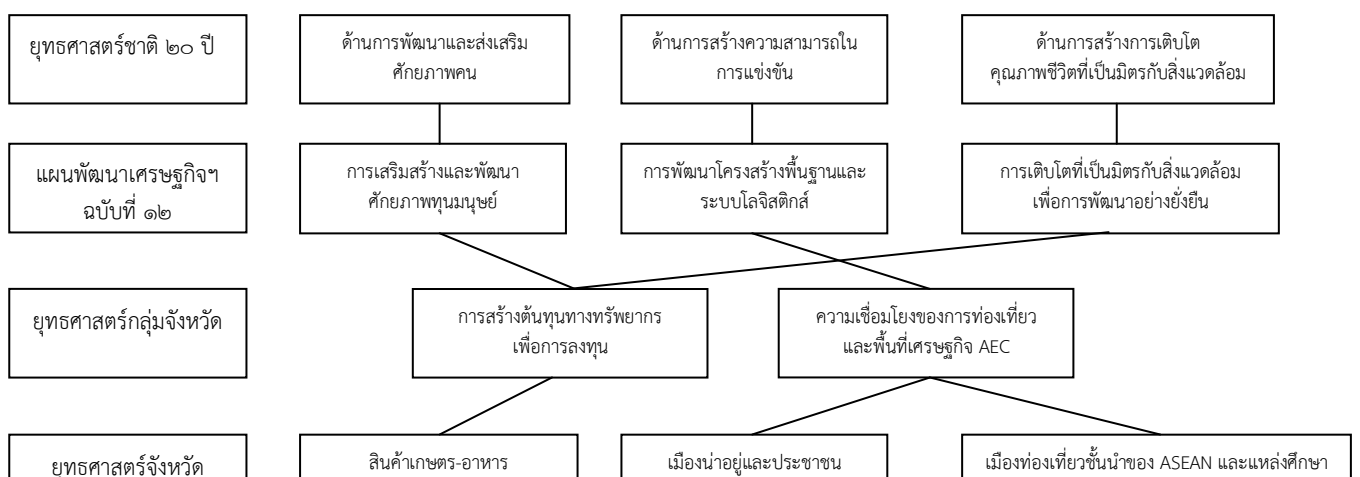 ยุทธศาสตร์ชาติ ๒๐ ปี
ด้านการพัฒนาและส่งเสริม
ศักยภาพคน
ด้านการสร้างความสามารถใน
การแข่งขัน
ด้านการสร้างการเติบโต
คุณภาพชีวิตที่เป็นมิตรกับสิ่งแวดล้อม
แผนพัฒนาเศรษฐกิจฯ
ฉบับที่ ๑๒
การเสริมสร้างและพัฒนา
ศักยภาพทุนมนุษย์
การพัฒนาโครงสร้างพื้นฐานและ
ระบบโลจิสติกส์
การเติบโตที่เป็นมิตรกับสิ่งแวดล้อม
เพื่อการพัฒนาอย่างยั่งยืน
ยุทธศาสตร์กลุ่มจังหวัด
การสร้างต้นทุนทางทรัพยากร
เพื่อการลงทุน
ความเชื่อมโยงของการท่องเที่ยว
และพื้นที่เศรษฐกิจ AEC
ยุทธศาสตร์จังหวัด
สินค้าเกษตร-อาหาร
เมืองน่าอยู่และประชาชน
เมืองท่องเที่ยวชั้นนำของ ASEAN และแหล่งศึกษา